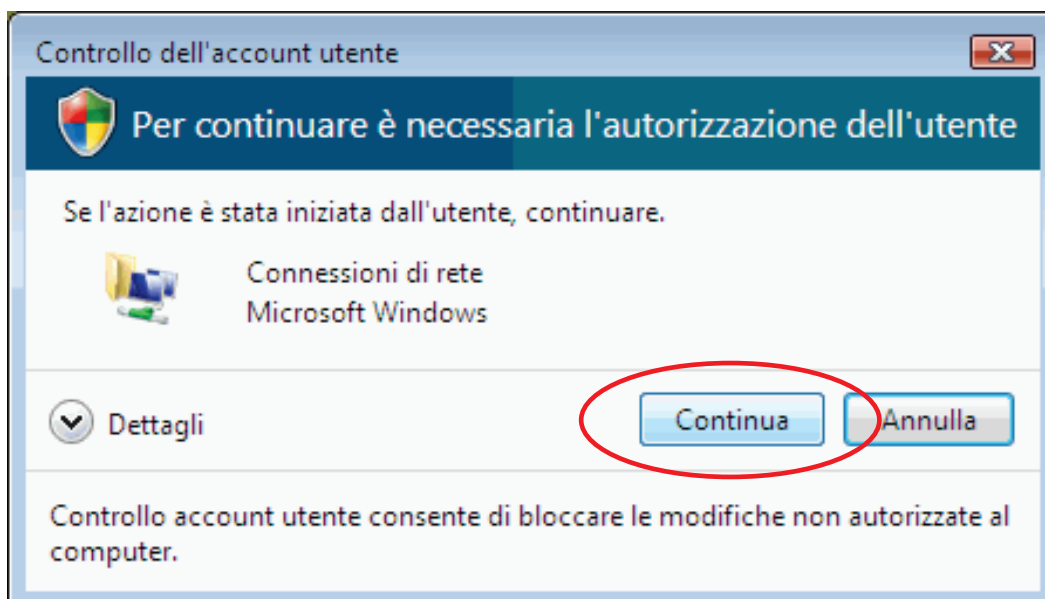 Controllo dell'account utente
Per continuare è necessaria l'autorizzazione dell'utente
Se l'azione è stata iniziata dall'utente, continuare.
Connessioni di rete
Microsoft Windows
Dettagli
Continua
Annulla
Controllo account utente consente di bloccare le modifiche non autorizzate al
computer.